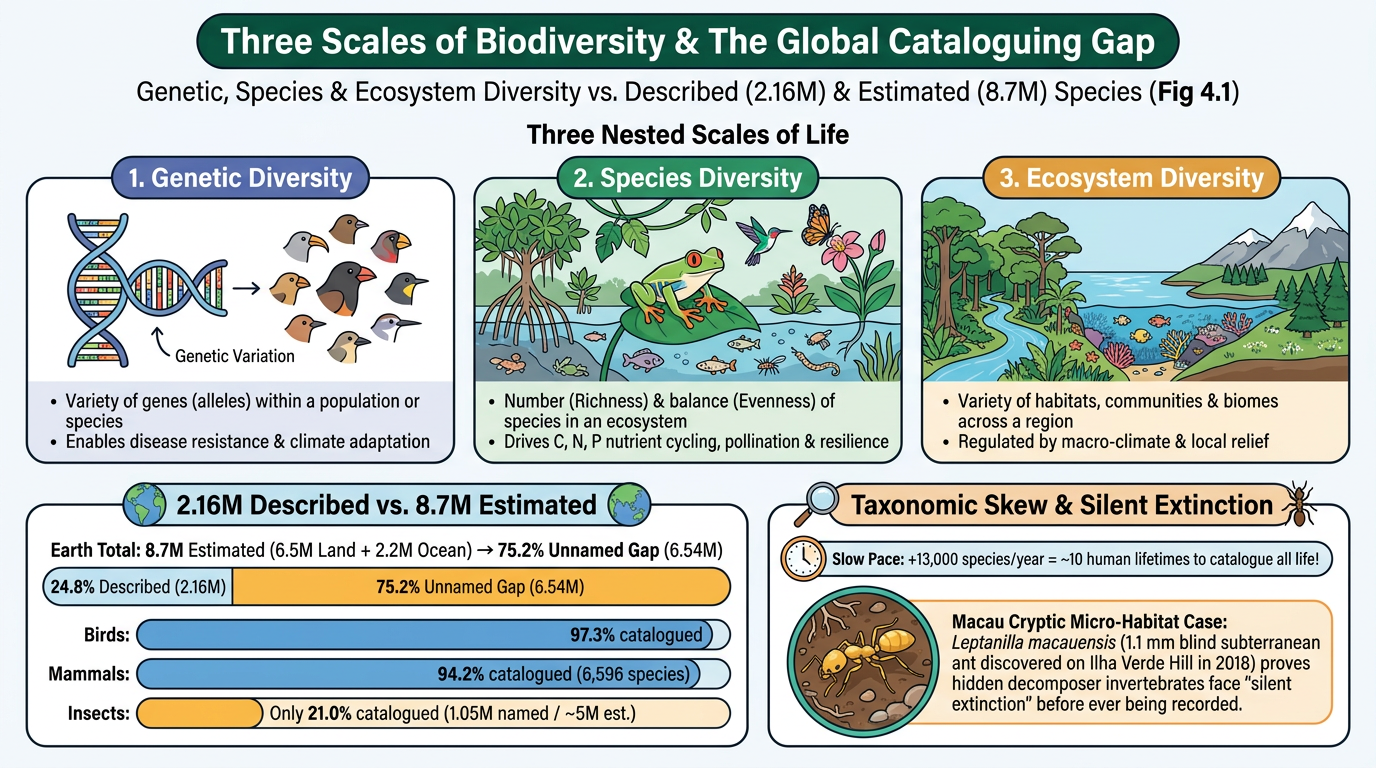 Three Scales of Biodiversity & The Global Cataloguing Gap
Genetic, Species & Ecosystem Diversity vs. Described (2.16M) & Estimated (8.7M) Species (Fig 4.1)
Three Nested Scales of Life
1. Genetic Diversity
Genetic Variation
• Variety of genes (alleles) within a population or
species
• Enables disease resistance & climate adaptation
2. Species Diversity
• Number (Richness) & balance (Evenness) of
species in an ecosystem
• Drives C, N, P nutrient cycling, pollination & resilience
3. Ecosystem Diversity
• Variety of habitats, communities & biomes
across a region
• Regulated by macro-climate & local relief
2.16M Described vs. 8.7M Estimated
Earth Total: 8.7M Estimated (6.5M Land + 2.2M Ocean) → 75.2% Unnamed Gap (6.54M)
24.8% Described (2.16M)
75.2% Unnamed Gap (6.54M)
Birds:
97.3% catalogued
Mammals:
94.2% catalogued (6,596 species)
Insects:
Only 21.0% catalogued (1.05M named / ~5M est.)
Taxonomic Skew & Silent Extinction
Slow Pace: +13,000 species/year = ~10 human lifetimes to catalogue all life!
Macau Cryptic Micro-Habitat Case:
Leptanilla macauensis (1.1 mm blind subterranean
ant discovered on Ilha Verde Hill in 2018) proves
hidden decomposer invertebrates face "silent
extinction" before ever being recorded.